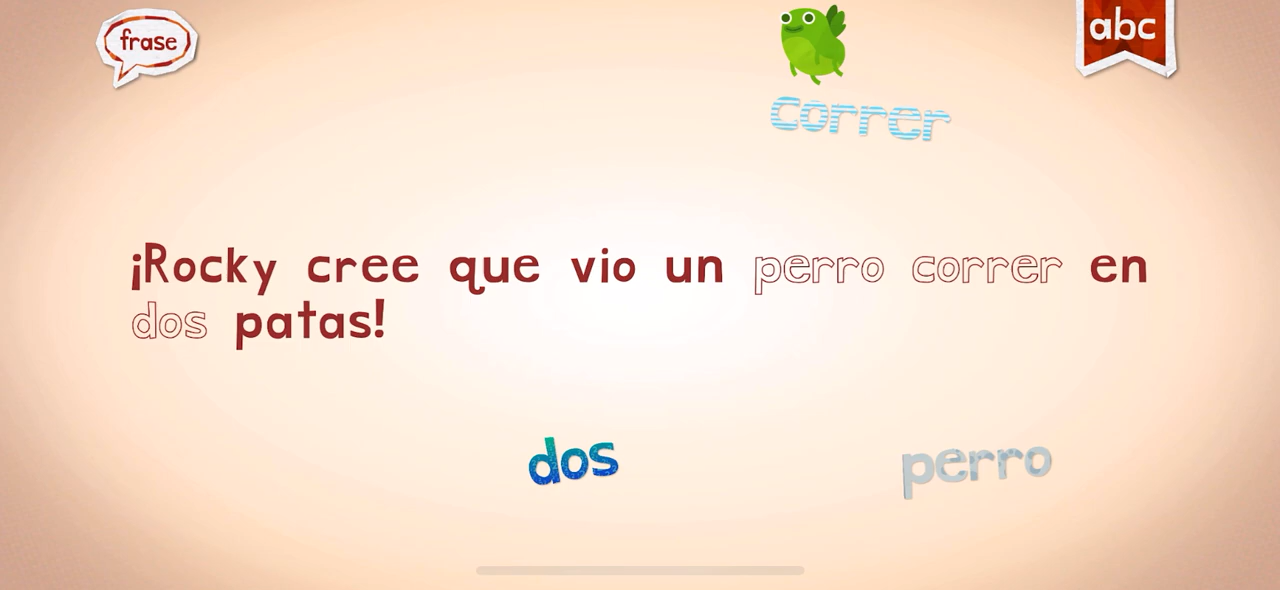 frase
abc
correr
¡Rocky cree que vio un perro correr en
dos patas!
dos
perro